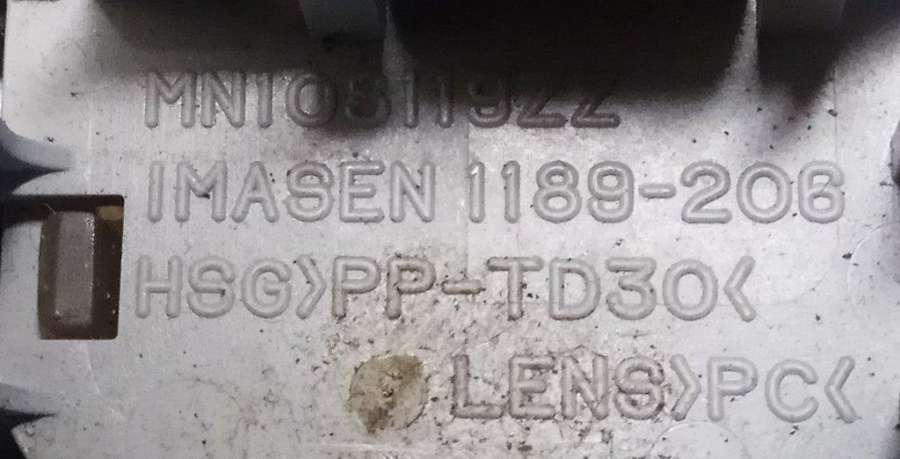 MN108119ZZ
IMASEN 1189-206
HSG>PP-TD30<
LENS>PC<